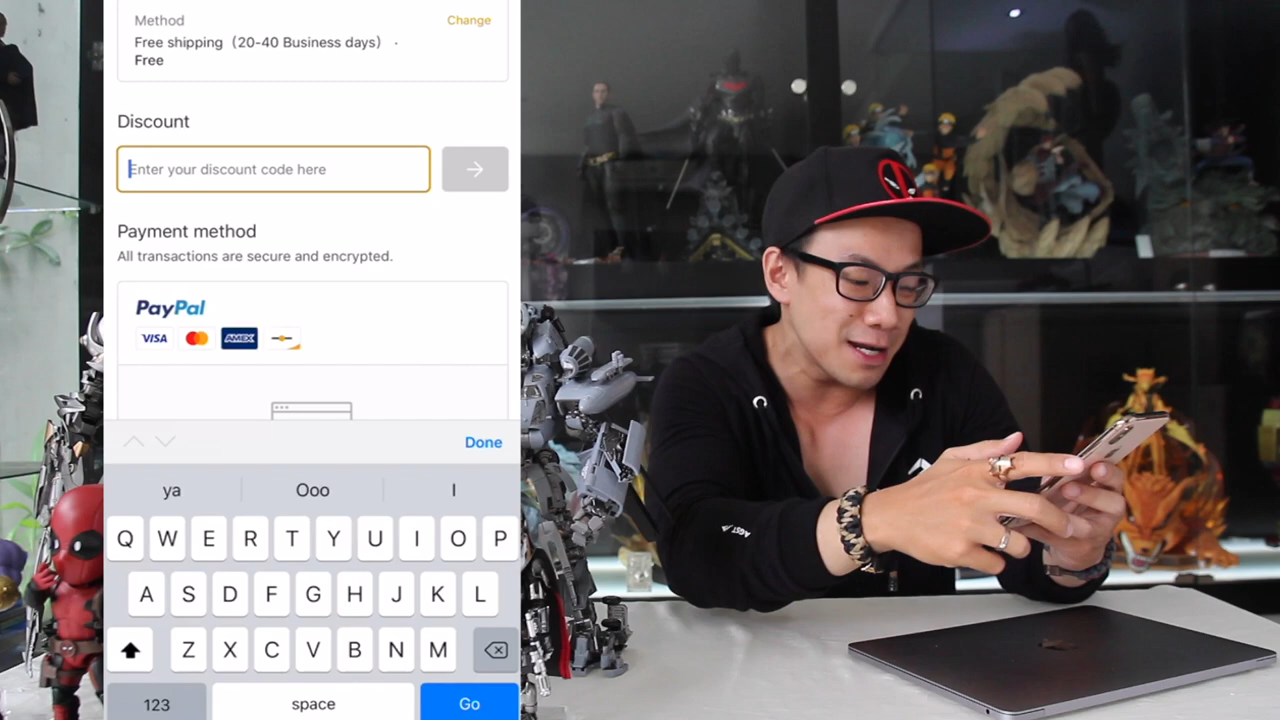 Method
Change
Free shipping (20-40 Business days) ·
Free
Discount
Enter your discount code here
Payment method
All transactions are secure and encrypted.
PayPal
VISA
AMEX
Done
ya
Ooo
I
Q W E R T Y U I O P
A S D F G H J K L
Z X C V B N M
123
space
Go